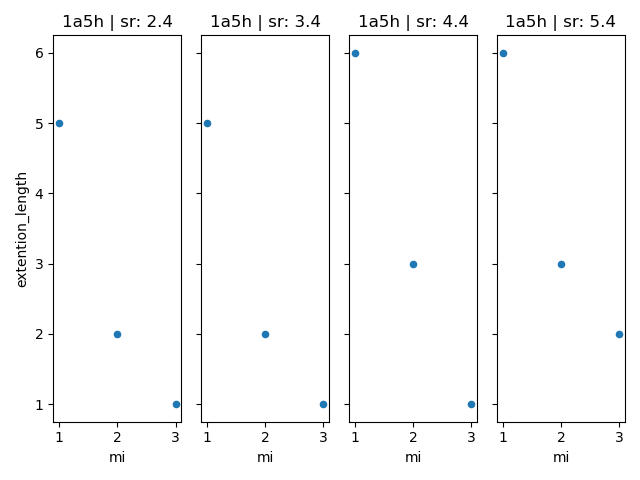 1a5h | sr: 2.4
1a5h | sr: 3.4
1a5h | sr: 4.4
1a5h | sr: 5.4
extention_length
6
5
4
3
2
1
1 2 3
1 2 3
1 2 3
1 2 3
mi
mi
mi
mi